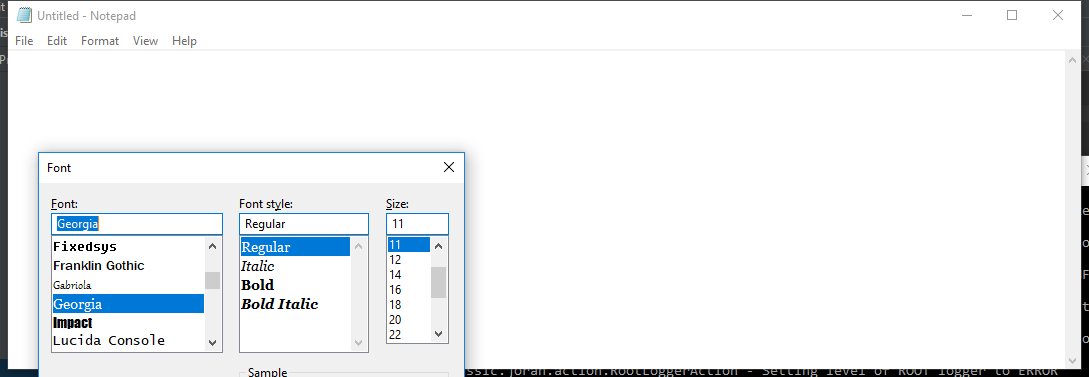 Untitled - Notepad
File Edit Format View Help
Font
Font: Font style: Size:
Georgia Regular 11
Fixedsys Regular 11
Franklin Gothic Italic 12
Gabriola Bold 14
Georgia Bold Italic 16
Impact 18
Lucida Console 20
22
Sample
ssic.joran.action.RootLoggerAction - Setting level of ROOT logger to ERROR